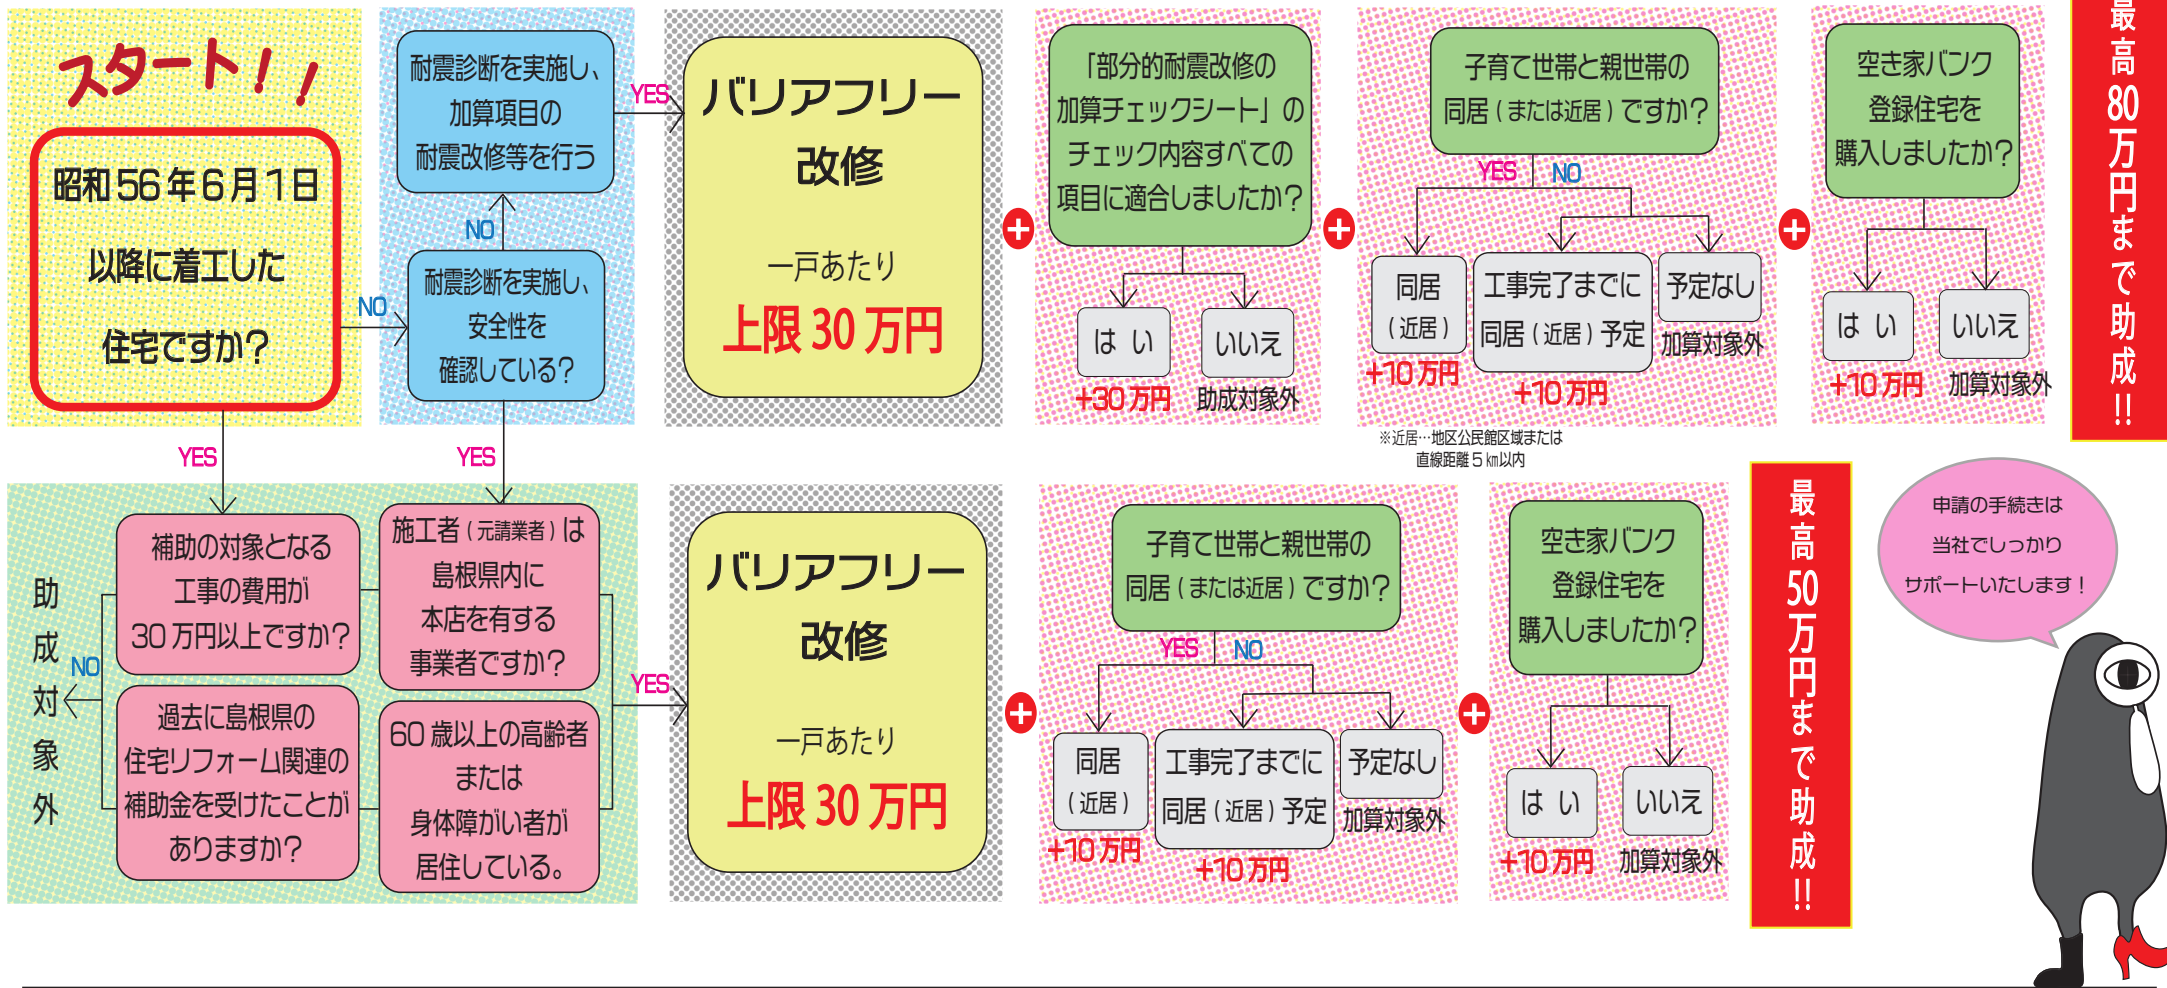 スタート！！
昭和56年6月1日
以降に着工した
住宅ですか？
NO
YES
耐震診断を実施し、
加算項目の
耐震改修等を行う
NO
耐震診断を実施し、
安全性を
確認している？
YES
YES
バリアフリー
改修
一戸あたり
上限30万円
+
「部分的耐震改修の
加算チェックシート」の
チェック内容すべての
項目に適合しましたか？
はい
+30万円
いいえ
助成対象外
+
子育て世帯と親世帯の
同居（または近居）ですか？
YES
NO
同居
（近居）
+10万円
工事完了までに
同居（近居）予定
+10万円
予定なし
加算対象外
※近居…地区公民館区域または
直線距離5㎞以内
+
空き家バンク
登録住宅を
購入しましたか？
はい
+10万円
いいえ
加算対象外
最高80万円まで助成!!
助成対象外
NO
補助の対象となる
工事の費用が
30万円以上ですか？
過去に島根県の
住宅リフォーム関連の
補助金を受けたことが
ありますか？
施工者（元請業者）は
島根県内に
本店を有する
事業者ですか？
60歳以上の高齢者
または
身体障がい者が
居住している。
YES
バリアフリー
改修
一戸あたり
上限30万円
+
子育て世帯と親世帯の
同居（または近居）ですか？
YES
NO
同居
（近居）
+10万円
工事完了までに
同居（近居）予定
+10万円
予定なし
加算対象外
+
空き家バンク
登録住宅を
購入しましたか？
はい
+10万円
いいえ
加算対象外
最高50万円まで助成!!
申請の手続きは
当社でしっかり
サポートいたします！